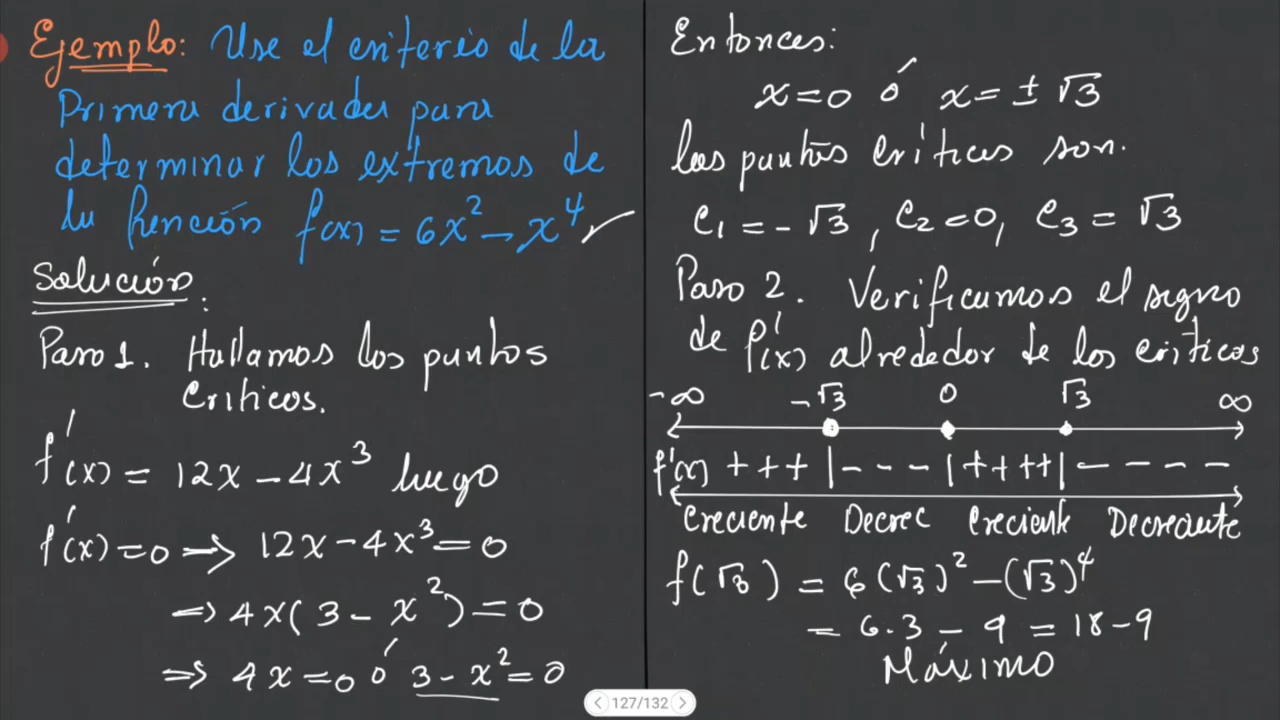 Ejemplo: Use el criterio de la
Primera derivada para
determinar los extremos de
la función f(x) = 6x² - x⁴
Solución.
Paso 1. Hallamos los puntos
criticos.
f'(x) = 12x - 4x³ luego
f'(x) = 0 → 12x - 4x³ = 0
⇒ 4x(3 - x²) = 0
⇒ 4x = 0 ó 3 - x² = 0
Entonces:
x = 0 ó x = ± √3
los puntos críticos son.
C₁ = -√3, C₂ = 0, C₃ = √3
Paso 2. Verificamos el signo
de f'(x) alrededor de los criticos
-∞ -√3 0 √3 ∞
f'(x) + + + | - - - | + + + + | - - - - -
Creciente Decrec Creciente Decreciente
f(√3) = 6(√3)² - (√3)⁴
= 6·3 - 9 = 18 - 9
MÁXIMO
127/132